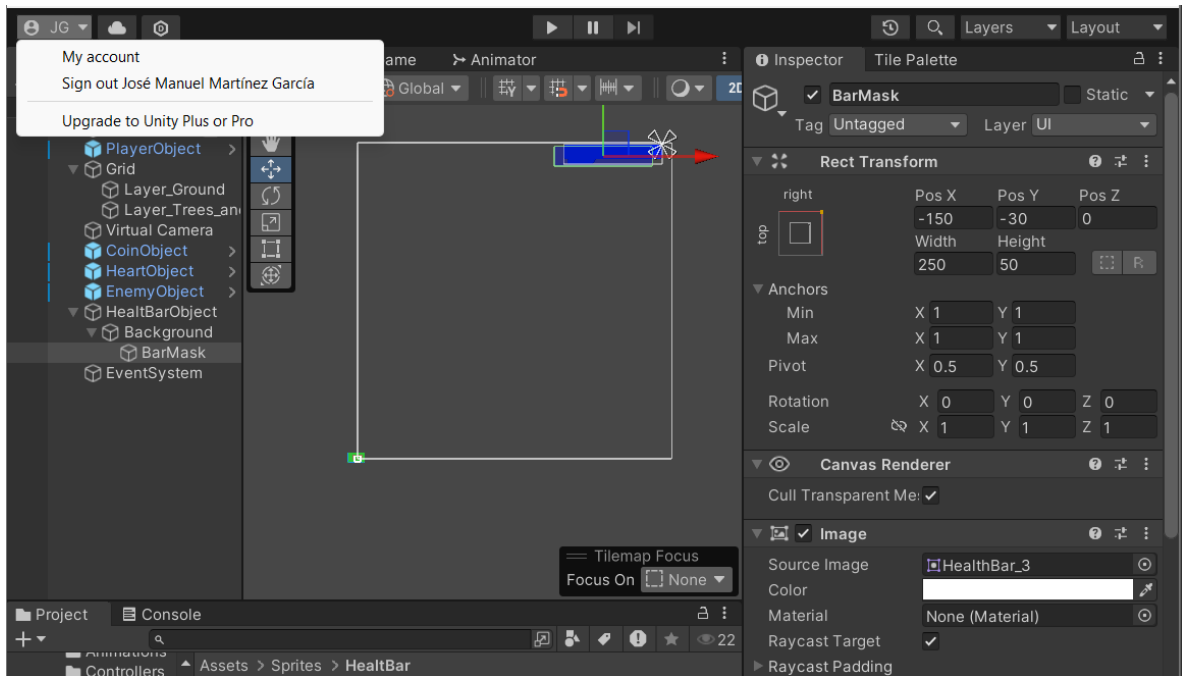 JG
Layers
Layout
My account
Sign out José Manuel Martínez García
Upgrade to Unity Plus or Pro
ame
Animator
Global
2D
PlayerObject
Grid
Layer_Ground
Layer_Trees_an
Virtual Camera
CoinObject
HeartObject
EnemyObject
HealtBarObject
Background
BarMask
EventSystem
Tilemap Focus
Focus On None
Inspector
Tile Palette
BarMask
Static
Tag Untagged
Layer UI
Rect Transform
right
top
Pos X Pos Y Pos Z
-150 -30 0
Width Height
250 50
R
Anchors
Min X 1 Y 1
Max X 1 Y 1
Pivot X 0.5 Y 0.5
Rotation X 0 Y 0 Z 0
Scale X 1 Y 1 Z 1
Canvas Renderer
Cull Transparent Me
Image
Source Image HealthBar_3
Color
Material None (Material)
Raycast Target
Raycast Padding
Project
Console
22
Animations
Controllers
Assets > Sprites > HealtBar